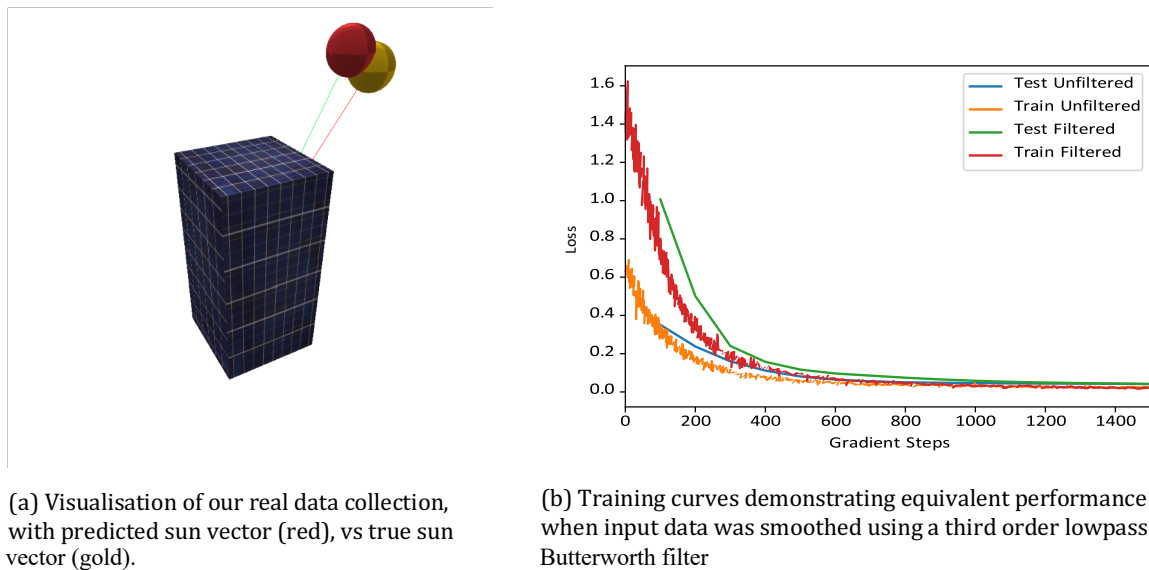 1.6
1.4
1.2
1.0
0.8
0.6
0.4
0.2
0.0
Loss
0 200 400 600 800 1000 1200 1400
Gradient Steps
Test Unfiltered
Train Unfiltered
Test Filtered
Train Filtered
(a) Visualisation of our real data collection,
with predicted sun vector (red), vs true sun
vector (gold).
(b) Training curves demonstrating equivalent performance
when input data was smoothed using a third order lowpass
Butterworth filter